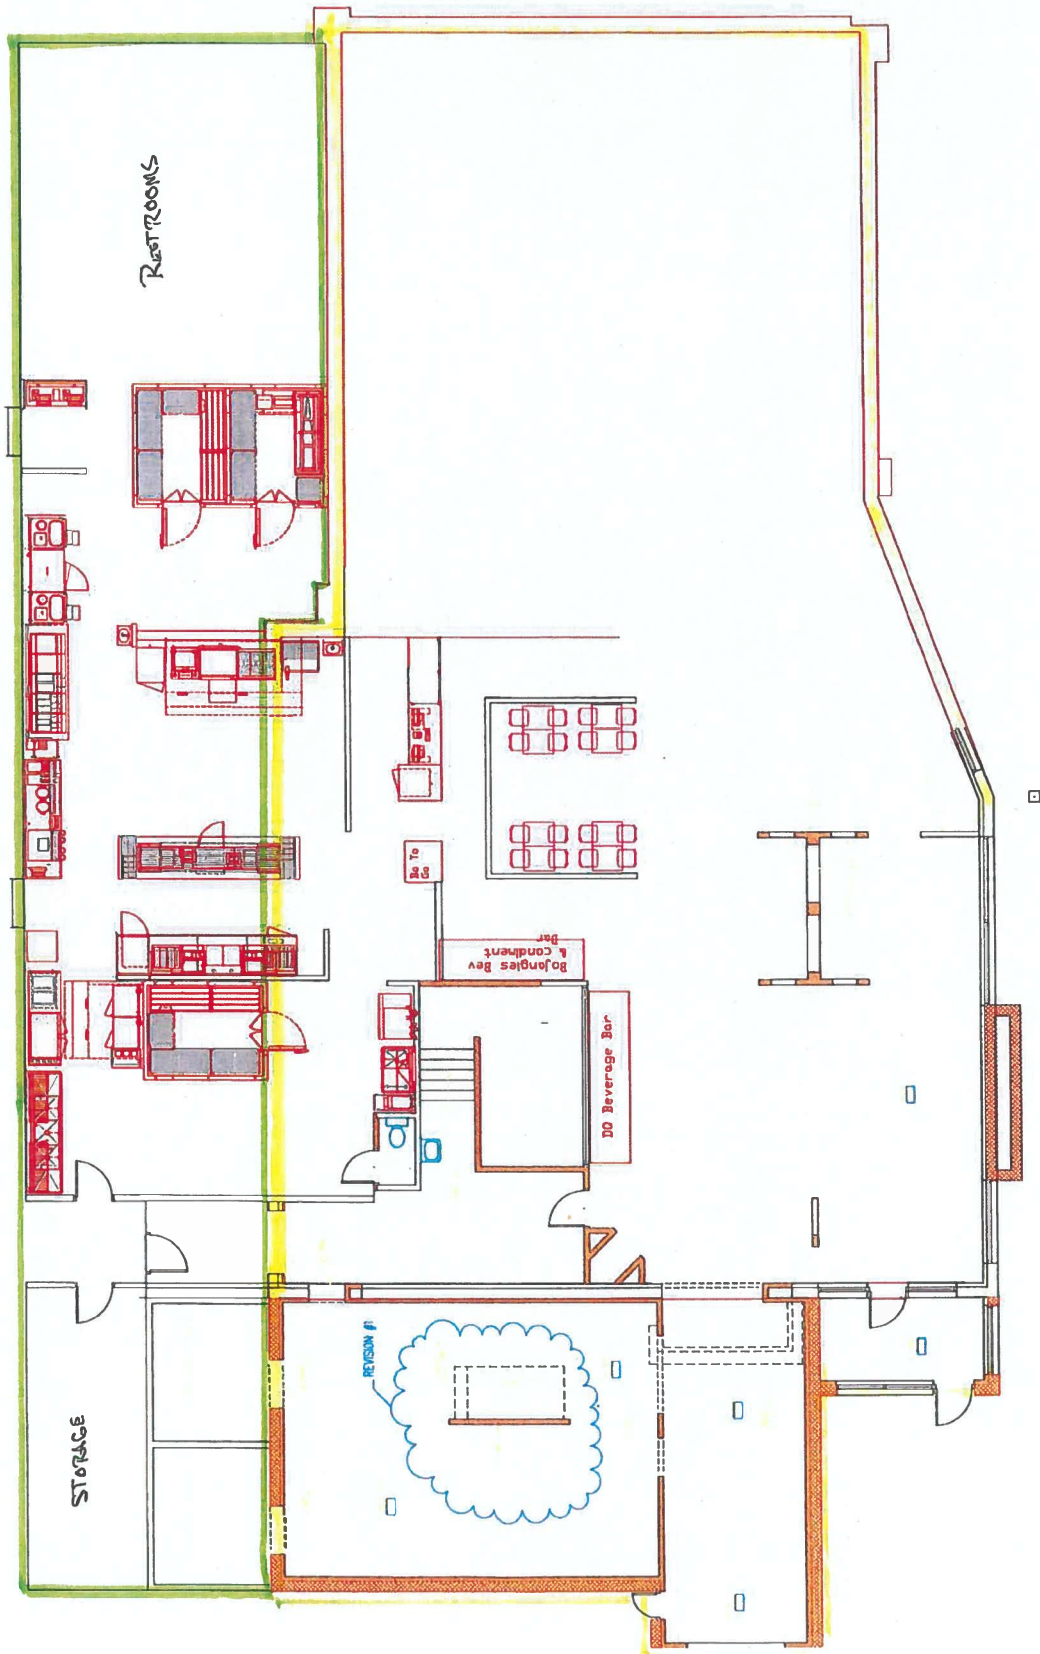 RESTROOMS
Bo To
Go
Bojangles Bev
& condiment
Bar
DD Beverage Bar
REVISION #1
STORAGE